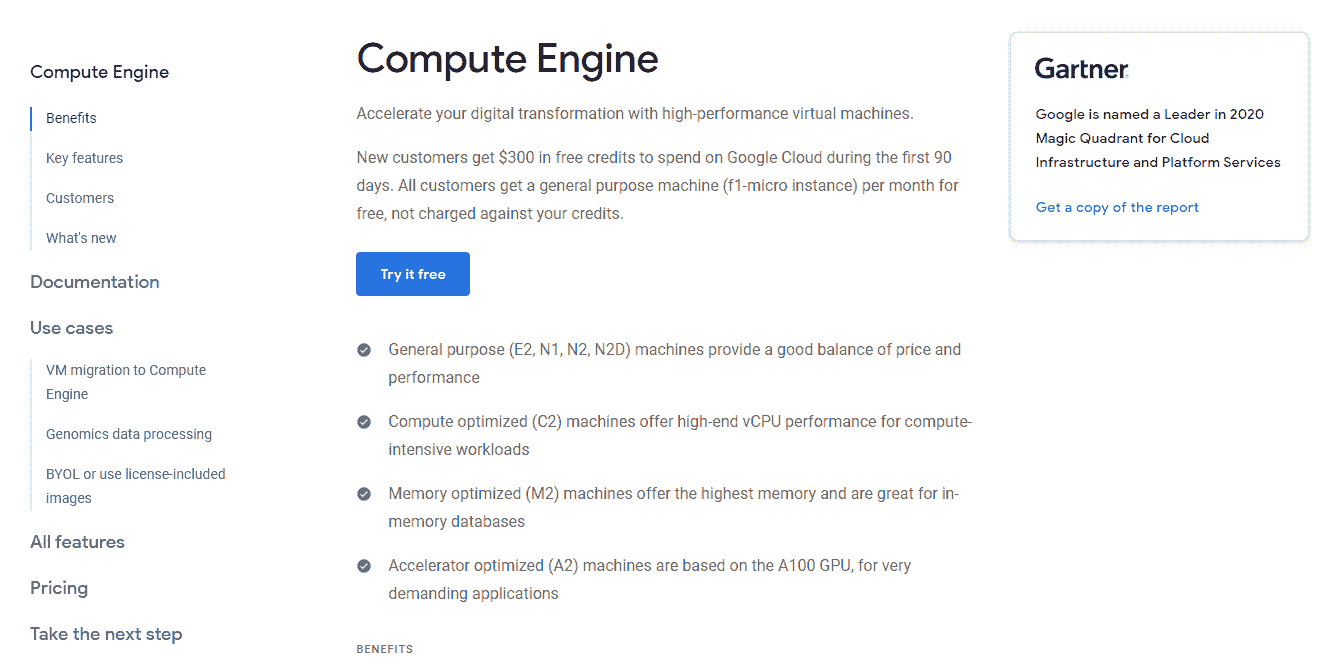 Compute Engine
Benefits
Key features
Customers
What's new
Documentation
Use cases
VM migration to Compute
Engine
Genomics data processing
BYOL or use license-included
images
All features
Pricing
Take the next step
Compute Engine
Accelerate your digital transformation with high-performance virtual machines.
New customers get $300 in free credits to spend on Google Cloud during the first 90
days. All customers get a general purpose machine (f1-micro instance) per month for
free, not charged against your credits.
Try it free
General purpose (E2, N1, N2, N2D) machines provide a good balance of price and
performance
Compute optimized (C2) machines offer high-end vCPU performance for compute-
intensive workloads
Memory optimized (M2) machines offer the highest memory and are great for in-
memory databases
Accelerator optimized (A2) machines are based on the A100 GPU, for very
demanding applications
BENEFITS
Gartner
Google is named a Leader in 2020
Magic Quadrant for Cloud
Infrastructure and Platform Services
Get a copy of the report